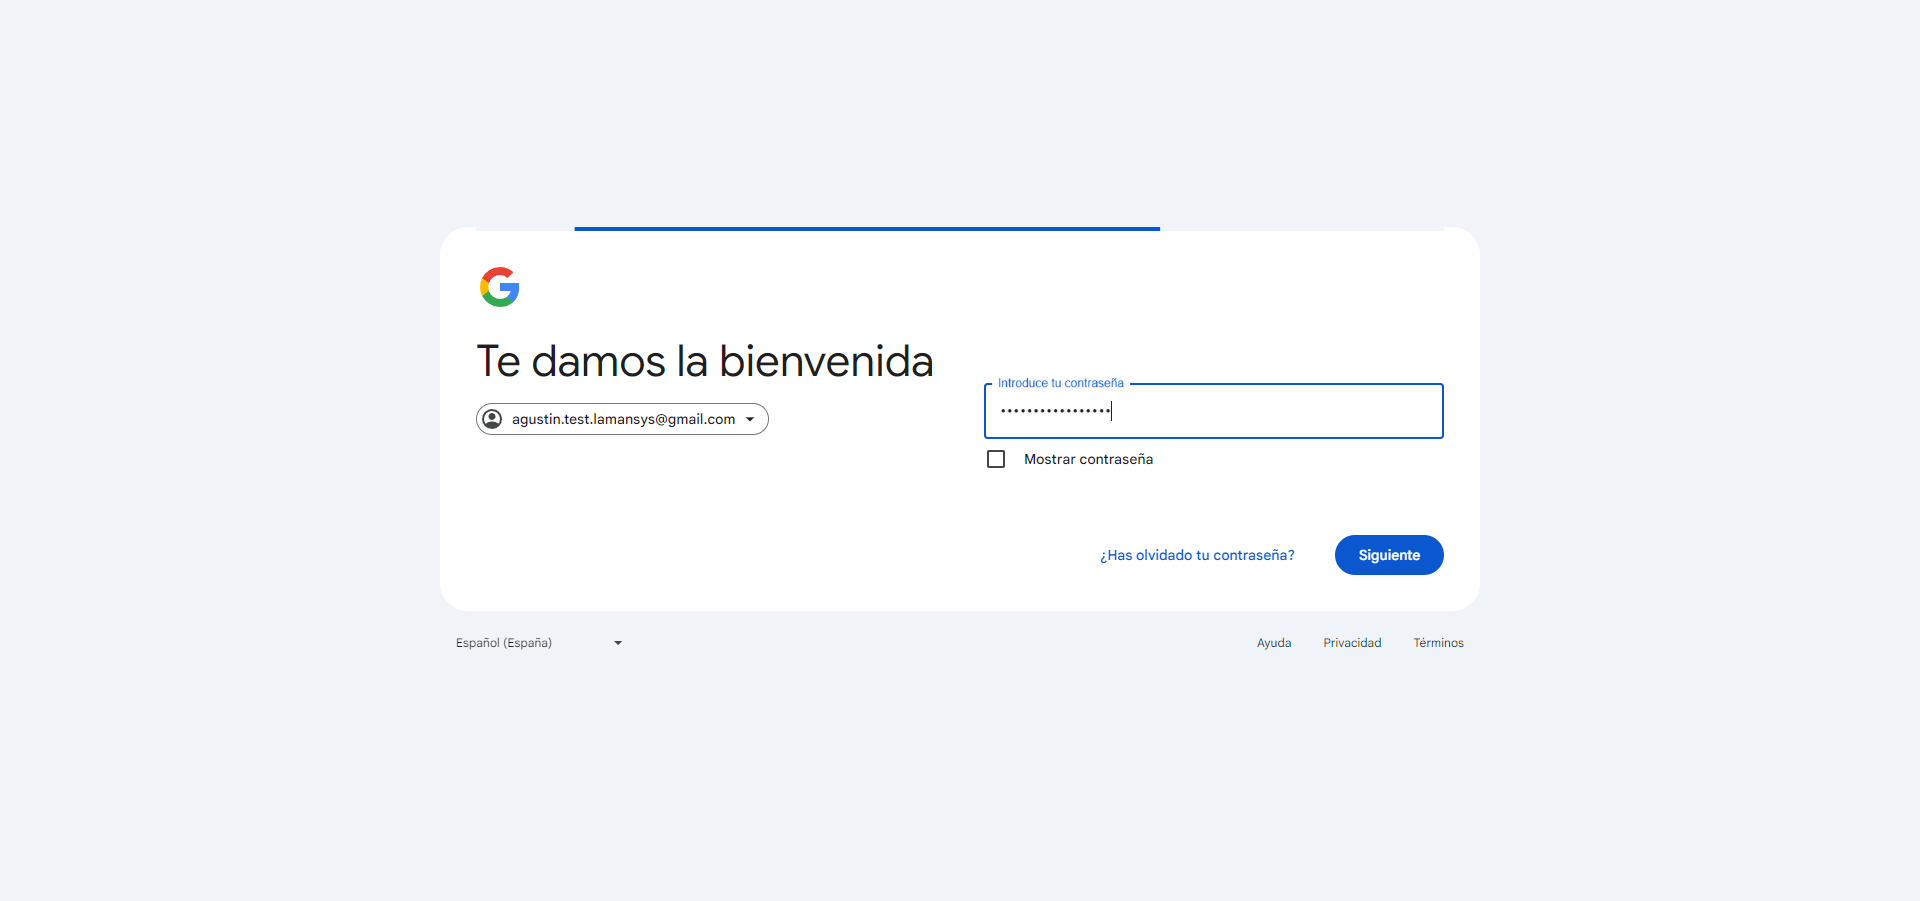 Te damos la bienvenida
agustin.test.lamansys@gmail.com
Introduce tu contraseña
•••••••••••••••••
Mostrar contraseña
¿Has olvidado tu contraseña?
Siguiente
Español (España)
Ayuda
Privacidad
Términos